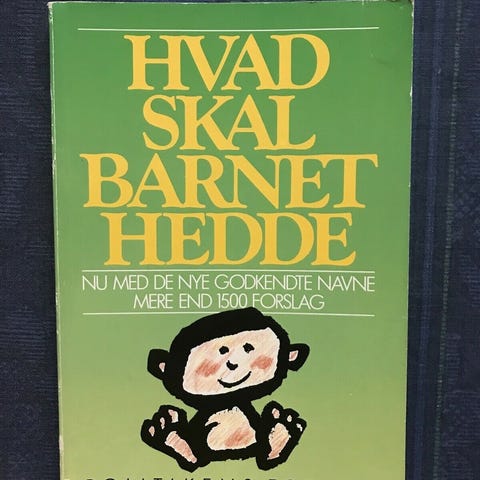 HVAD
SKAL
BARNET
HEDDE
NU MED DE NYE GODKENDTE NAVNE
MERE END 1500 FORSLAG